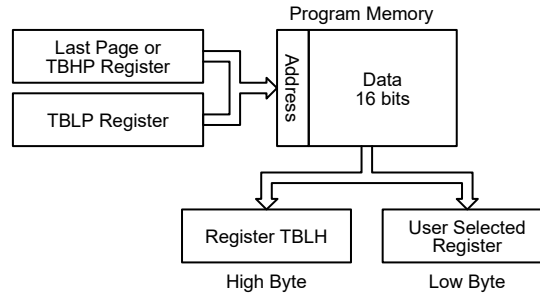 Program Memory
Last Page or
TBHP Register
TBLP Register
Address
Data
16 bits
Register TBLH
User Selected
Register
High Byte
Low Byte